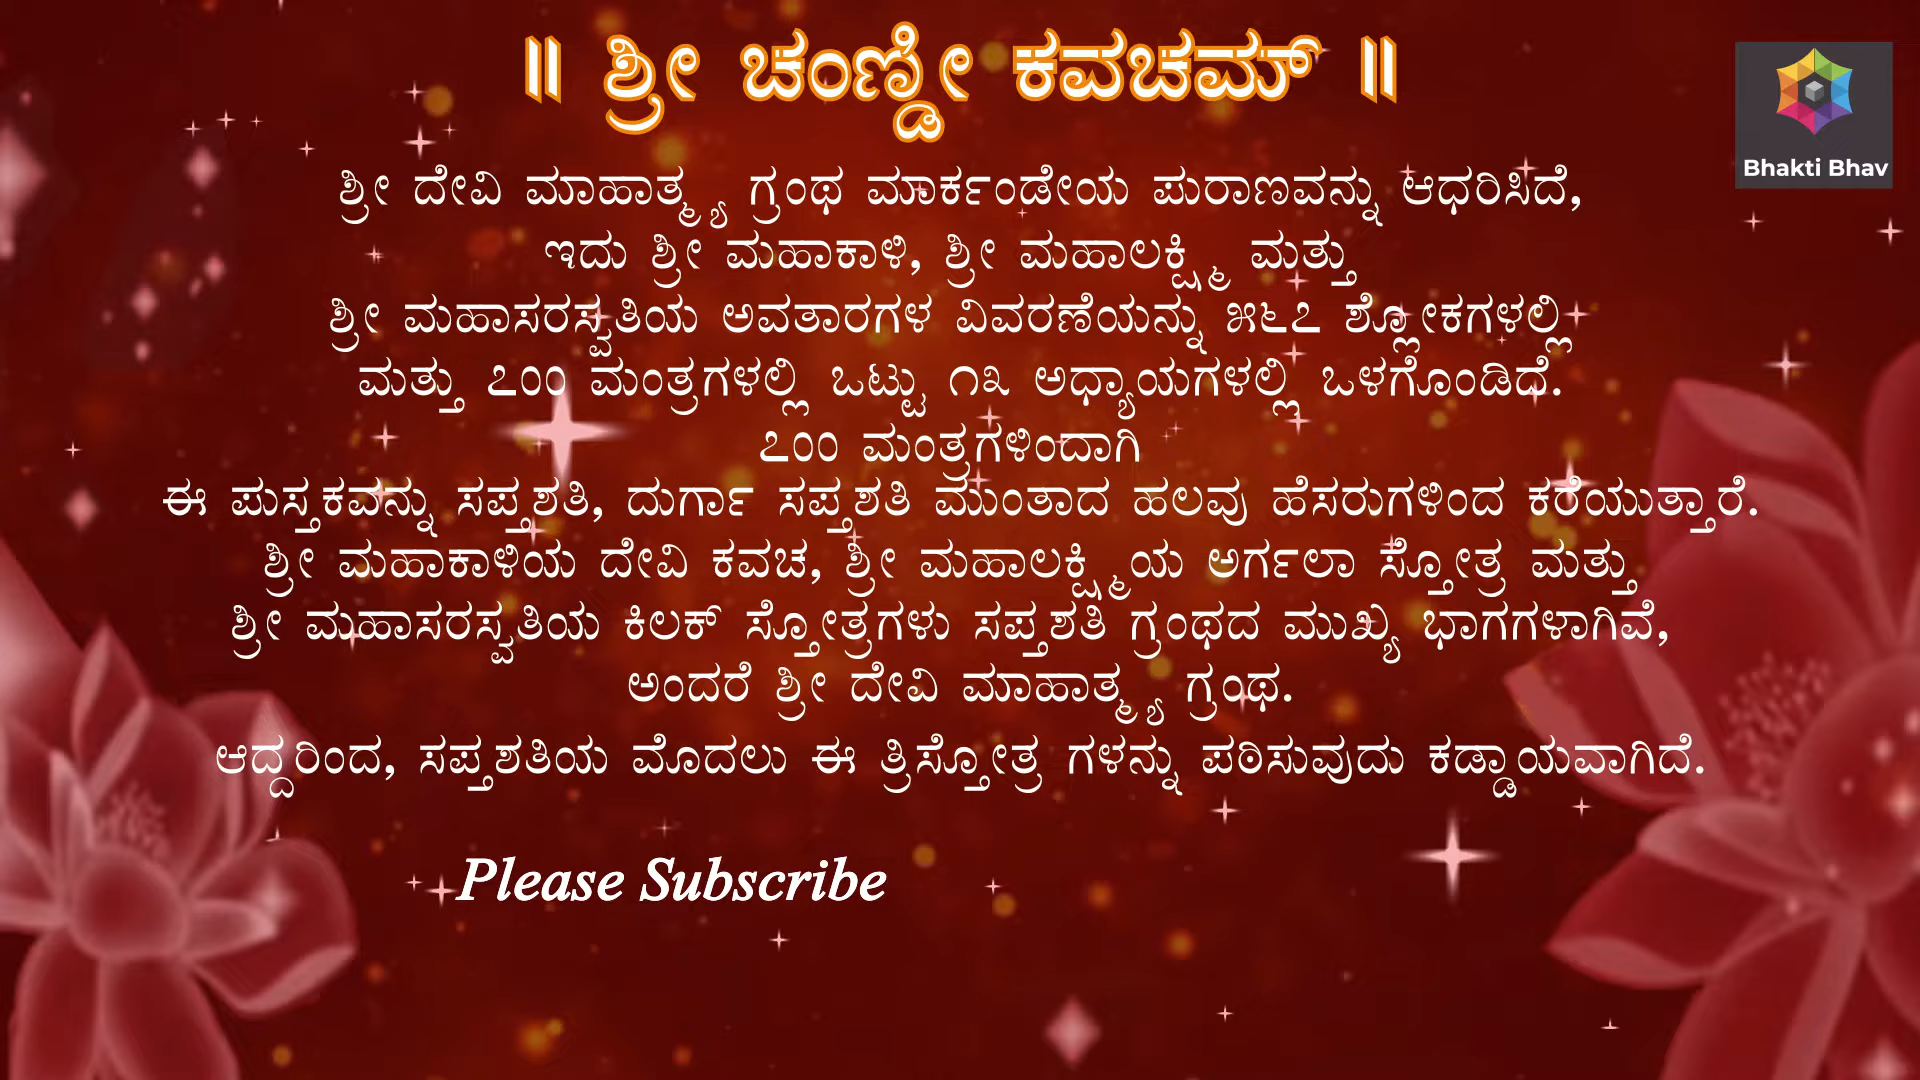 ॥ ಶ್ರೀ ಚಂಣ್ಡೀ ಕವಚಮ್ ॥
Bhakti Bhav
ಶ್ರೀ ದೇವಿ ಮಾಹಾತ್ಮ್ಯ ಗ್ರಂಥ ಮಾರ್ಕಂಡೇಯ ಪುರಾಣವನ್ನು ಆಧರಿಸಿದೆ,
ಇದು ಶ್ರೀ ಮಹಾಕಾಳಿ, ಶ್ರೀ ಮಹಾಲಕ್ಷ್ಮಿ ಮತ್ತು
ಶ್ರೀ ಮಹಾಸರಸ್ವತಿಯ ಅವತಾರಗಳ ವಿವರಣೆಯನ್ನು ೫೬೭ ಶ್ಲೋಕಗಳಲ್ಲಿ
ಮತ್ತು ೭೦೦ ಮಂತ್ರಗಳಲ್ಲಿ ಒಟ್ಟು ೧೩ ಅಧ್ಯಾಯಗಳಲ್ಲಿ ಒಳಗೊಂಡಿದೆ.
೭೦೦ ಮಂತ್ರಗಳಿಂದಾಗಿ
ಈ ಪುಸ್ತಕವನ್ನು ಸಪ್ತಶತಿ, ದುರ್ಗಾ ಸಪ್ತಶತಿ ಮುಂತಾದ ಹಲವು ಹೆಸರುಗಳಿಂದ ಕರೆಯುತ್ತಾರೆ.
ಶ್ರೀ ಮಹಾಕಾಳಿಯ ದೇವಿ ಕವಚ, ಶ್ರೀ ಮಹಾಲಕ್ಷ್ಮಿಯ ಅರ್ಗಲಾ ಸ್ತೋತ್ರ ಮತ್ತು
ಶ್ರೀ ಮಹಾಸರಸ್ವತಿಯ ಕಿಲಕ್ ಸ್ತೋತ್ರಗಳು ಸಪ್ತಶತಿ ಗ್ರಂಥದ ಮುಖ್ಯ ಭಾಗಗಳಾಗಿವೆ,
ಅಂದರೆ ಶ್ರೀ ದೇವಿ ಮಾಹಾತ್ಮ್ಯ ಗ್ರಂಥ.
ಆದ್ದರಿಂದ, ಸಪ್ತಶತಿಯ ಮೊದಲು ಈ ತ್ರಿಸ್ತೋತ್ರ ಗಳನ್ನು ಪಠಿಸುವುದು ಕಡ್ಡಾಯವಾಗಿದೆ.
Please Subscribe